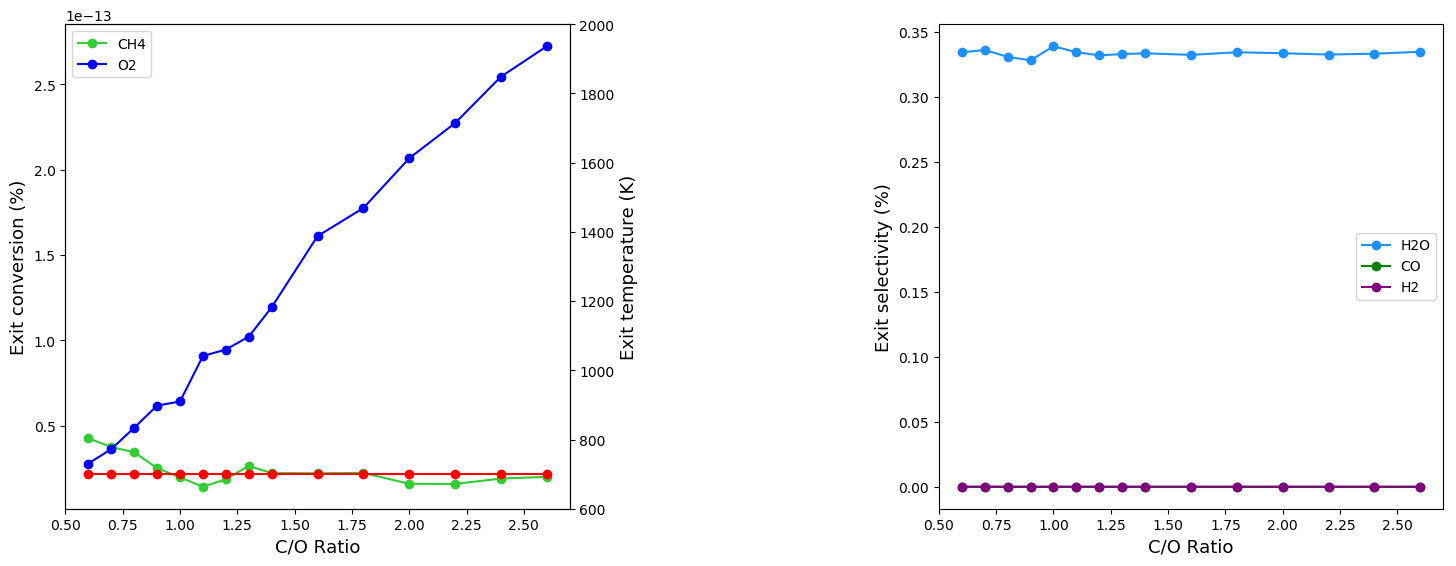 1e−13
CH4
O2
Exit conversion (%)
2.5
2.0
1.5
1.0
0.5
2000
1800
1600
1400
1200
1000
800
600
Exit temperature (K)
0.50 0.75 1.00 1.25 1.50 1.75 2.00 2.25 2.50
C/O Ratio
Exit selectivity (%)
0.35
0.30
0.25
0.20
0.15
0.10
0.05
0.00
H2O
CO
H2
0.50 0.75 1.00 1.25 1.50 1.75 2.00 2.25 2.50
C/O Ratio